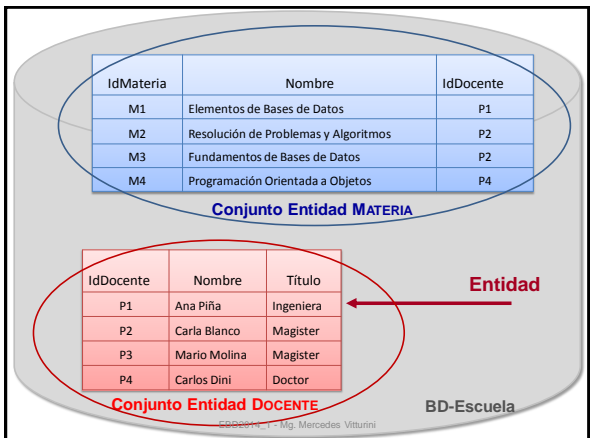 IdMateria Nombre IdDocente
M1 Elementos de Bases de Datos P1
M2 Resolución de Problemas y Algoritmos P2
M3 Fundamentos de Bases de Datos P2
M4 Programación Orientada a Objetos P4
Conjunto Entidad MATERIA
IdDocente Nombre Título
P1 Ana Piña Ingeniera
P2 Carla Blanco Magister
P3 Mario Molina Magister
P4 Carlos Dini Doctor
Entidad
Conjunto Entidad DOCENTE
BD-Escuela
EBD2014_1 - Mg. Mercedes Vitturini